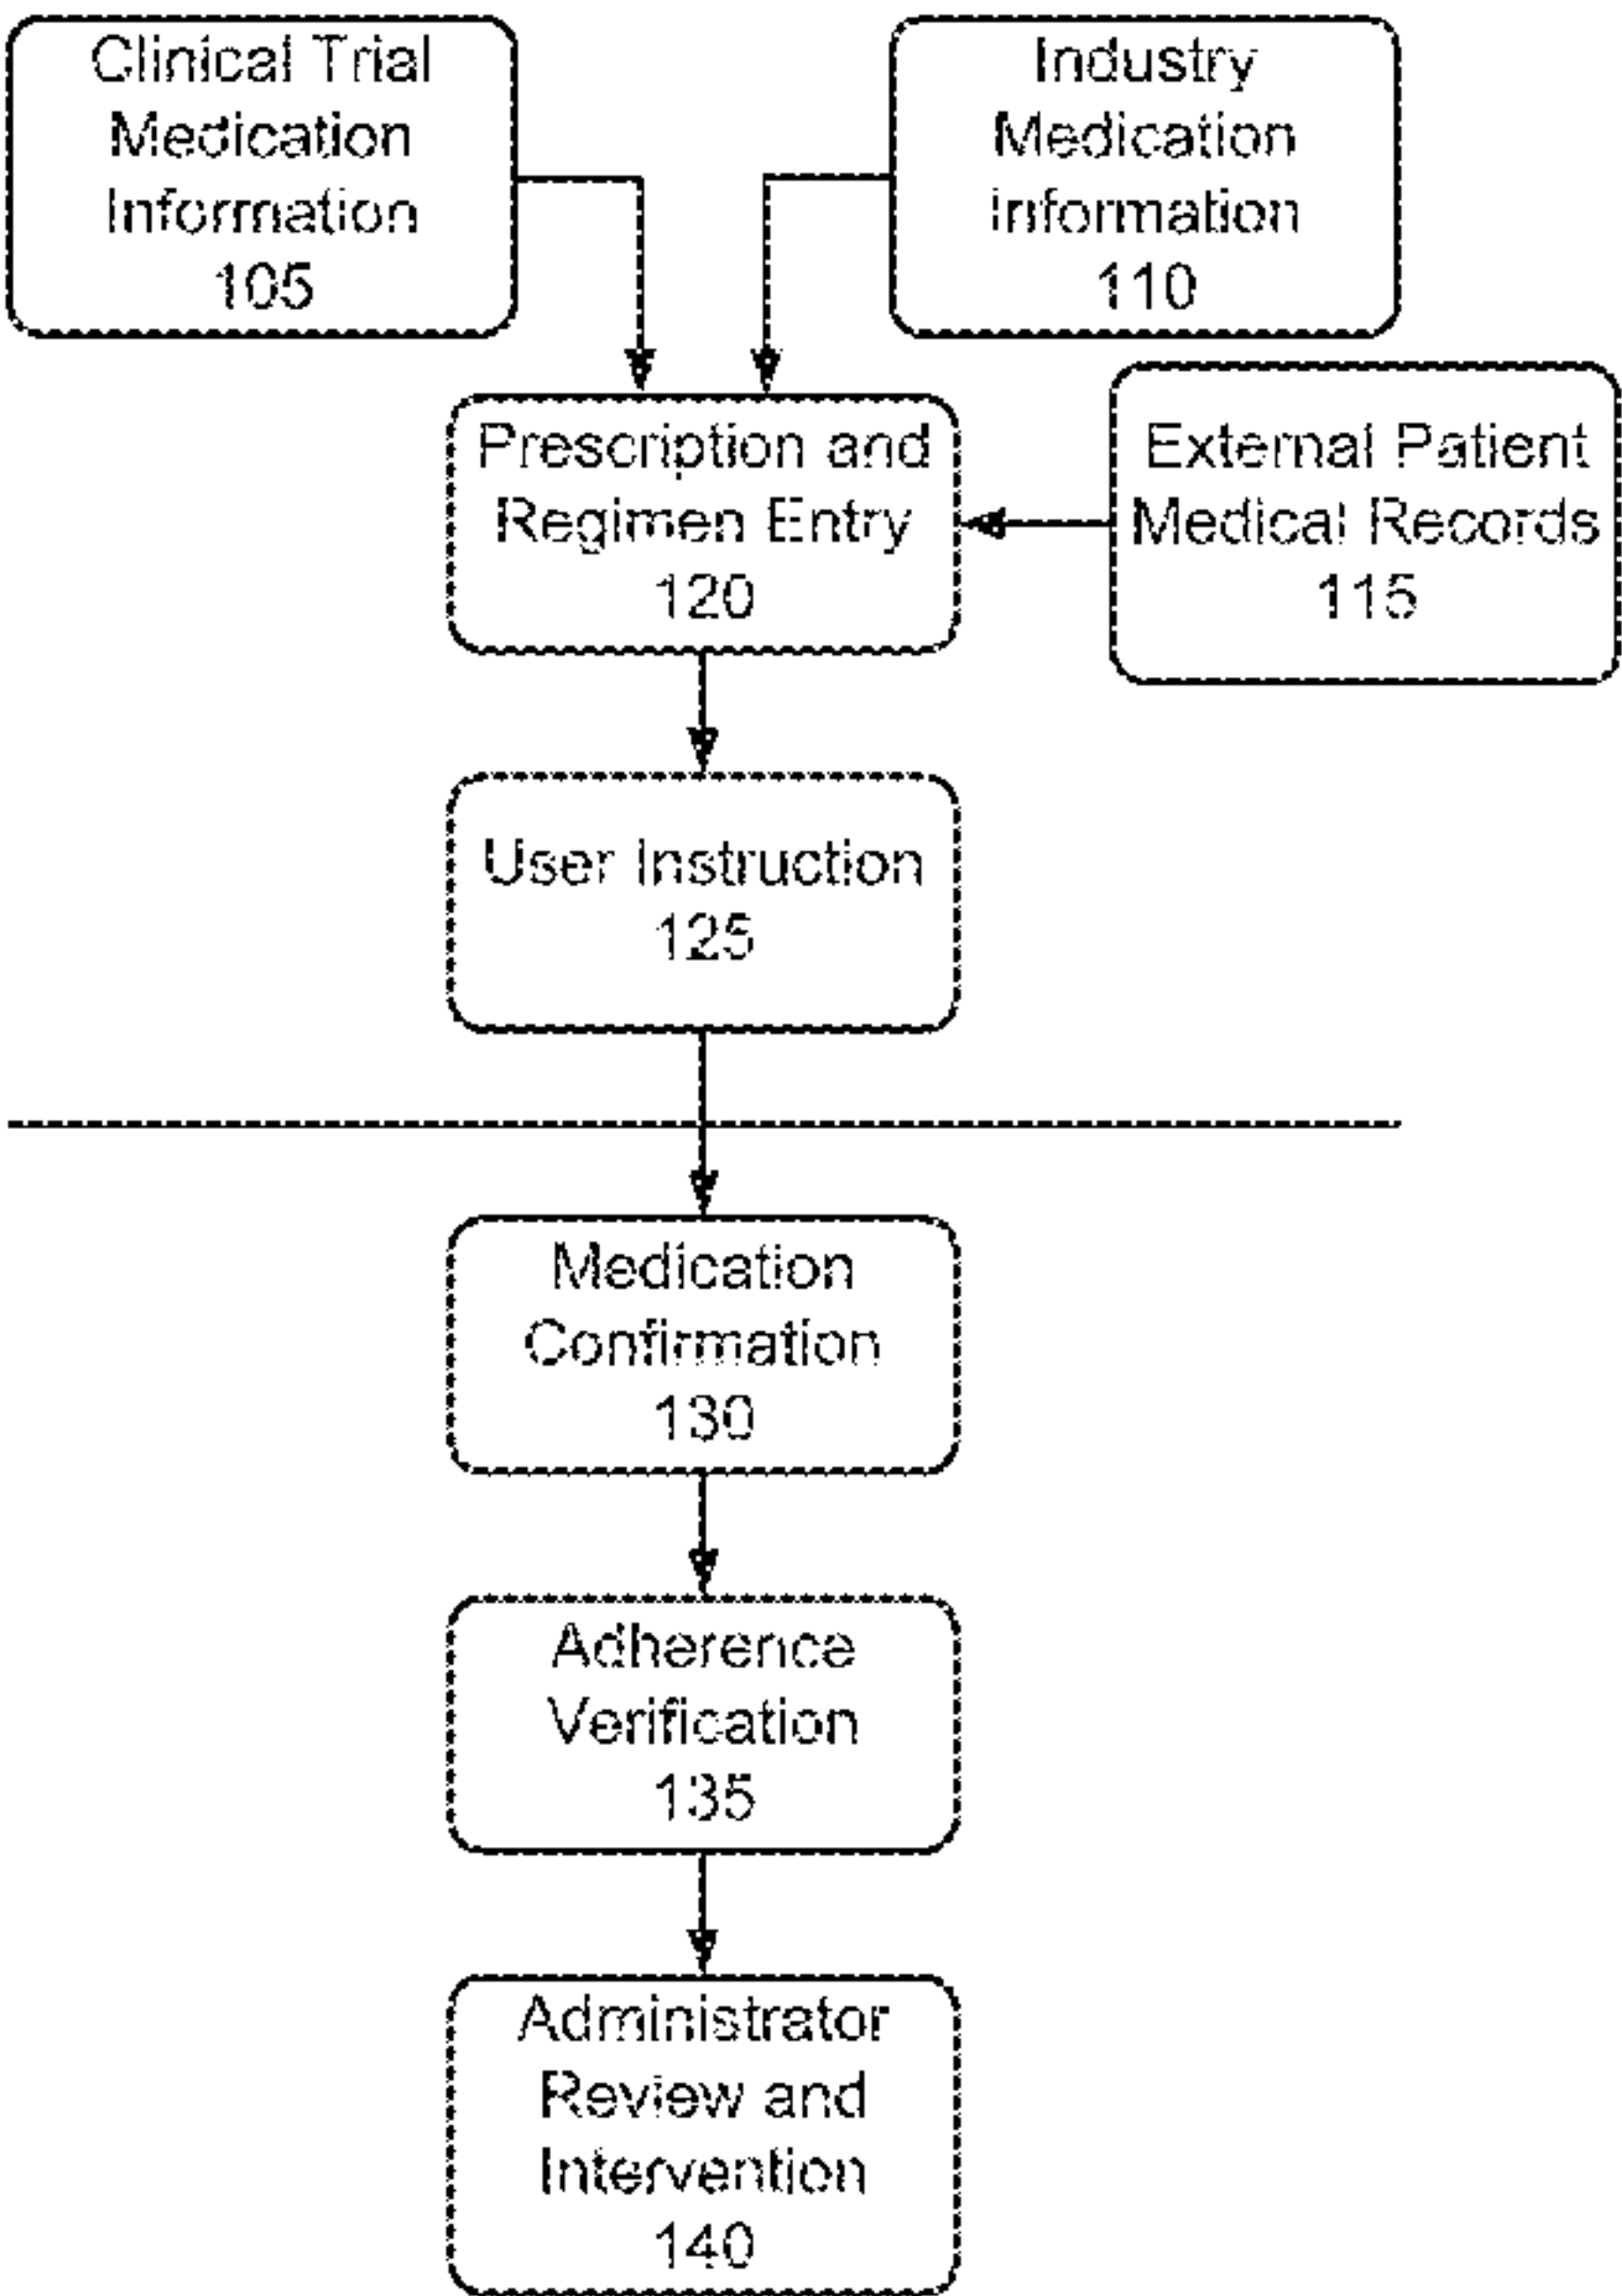 Clinical Trial
Medication
Information
105
Industry
Medication
information
110
Prescription and
Regimen Entry
120
External Patient
Medical Records
115
User Instruction
125
Medication
Confirmation
130
Adherence
Verification
135
Administrator
Review and
Intervention
140